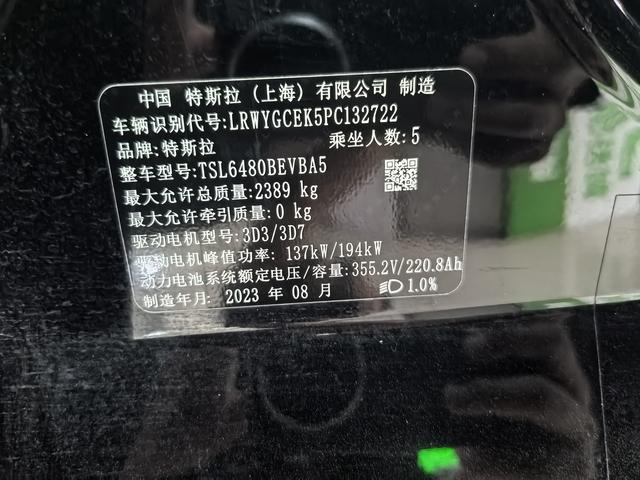 中国 特斯拉（上海）有限公司 制造
车辆识别代号:LRWYGCEK5PC132722
品牌:特斯拉 乘坐人数:5
整车型号:TSL6480BEVBA5
最大允许总质量:2389 kg
最大允许牵引质量:0 kg
驱动电机型号:3D3/3D7
驱动电机峰值功率: 137kW/194kW
动力电池系统额定电压/容量:355.2V/220.8Ah
制造年月: 2023 年 08 月 1.0%